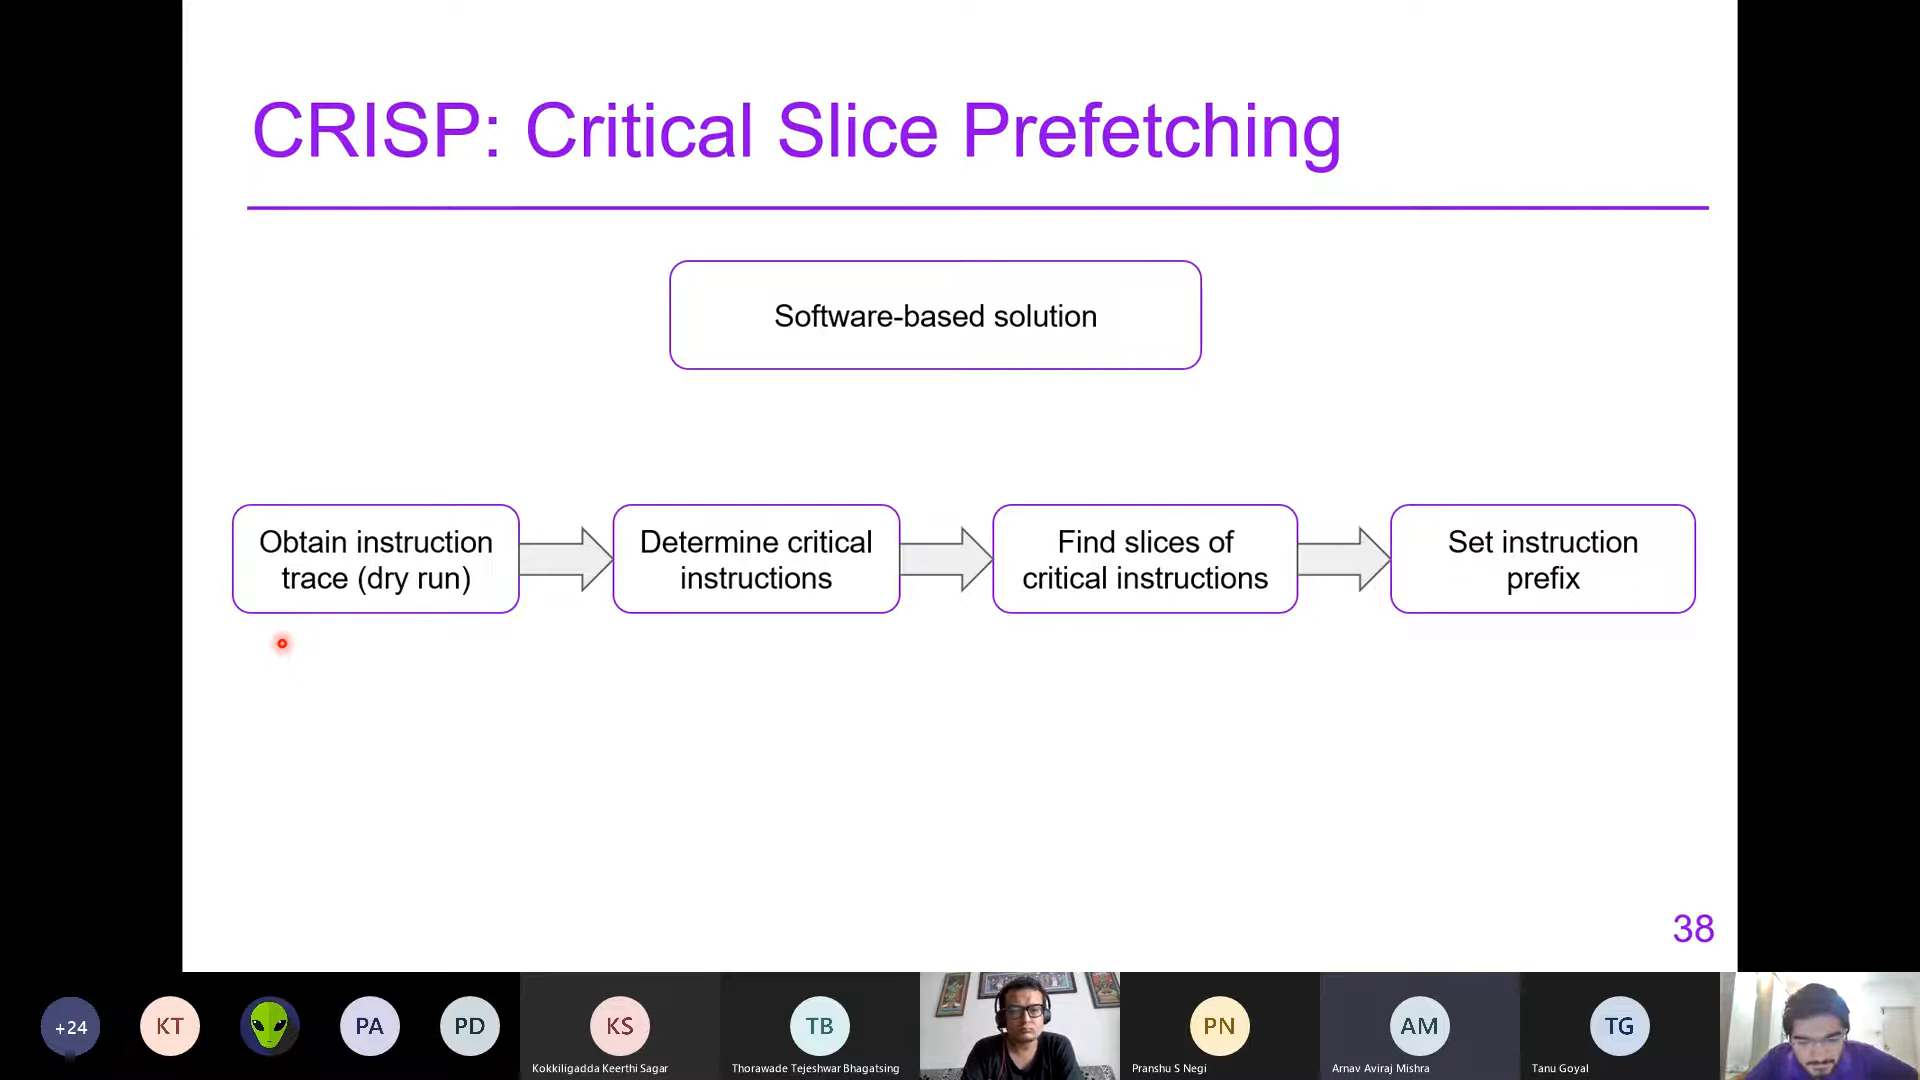 CRISP: Critical Slice Prefetching
Software-based solution
Obtain instruction
trace (dry run)
Determine critical
instructions
Find slices of
critical instructions
Set instruction
prefix
38
+24
KT
PA
PD
KS
Kokkiligadda Keerthi Sagar
TB
Thorawade Tejeshwar Bhagatsing
PN
Pranshu S Negi
AM
Arnav Aviraj Mishra
TG
Tanu Goyal